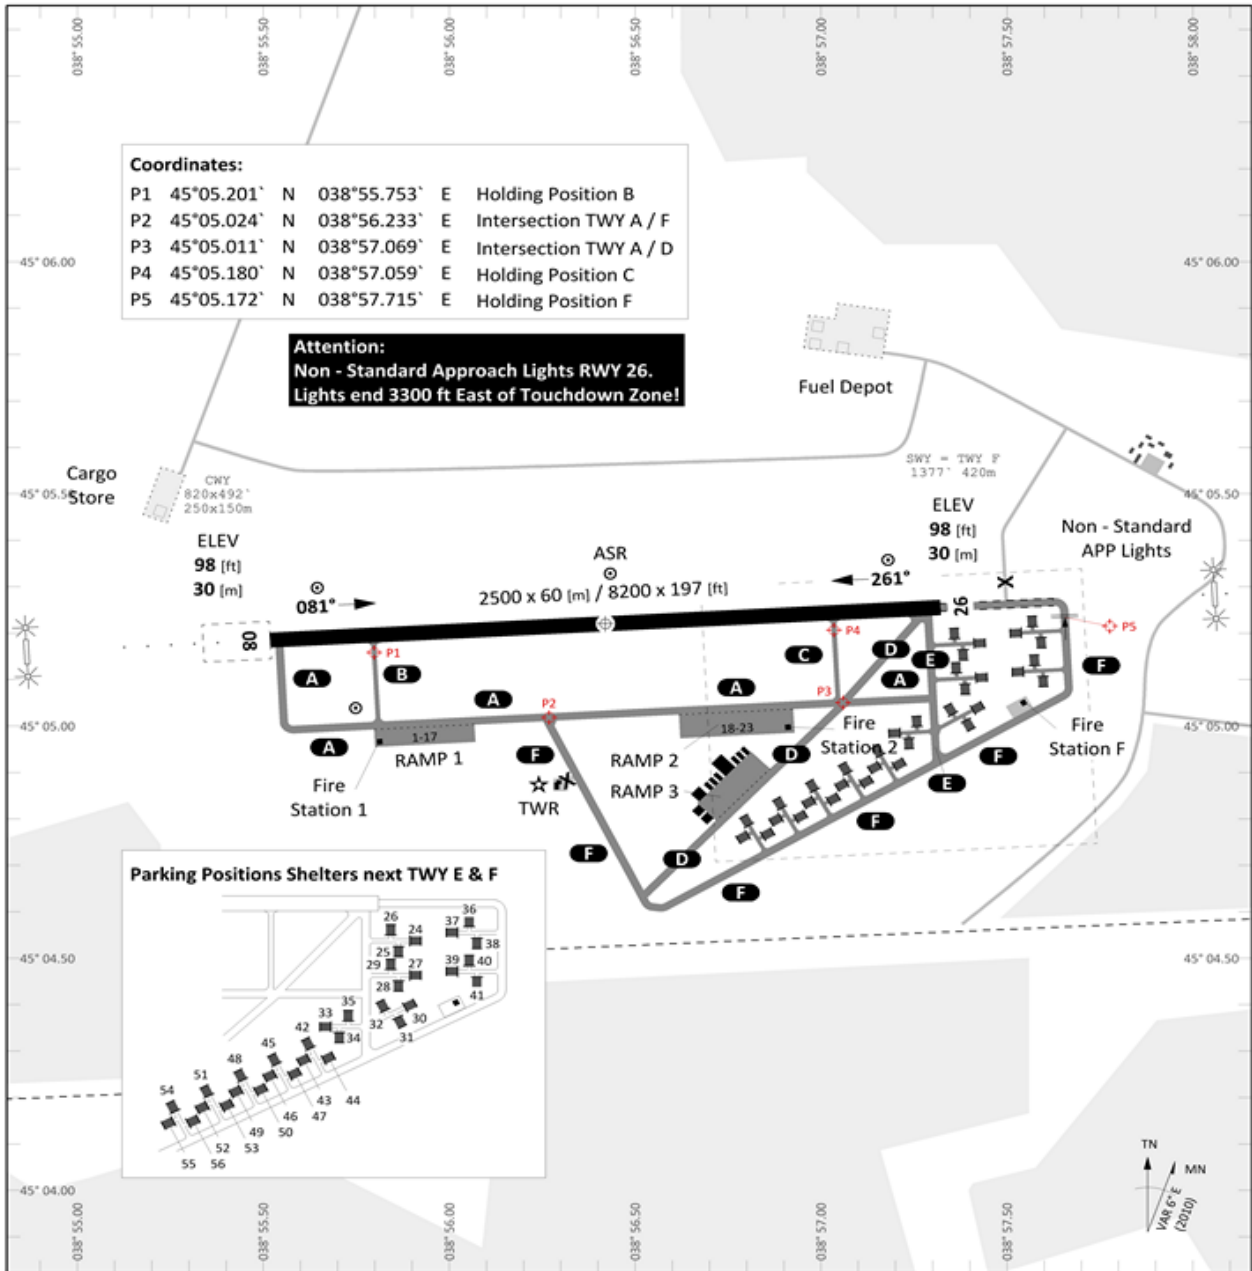 038° 55.00
038° 55.50
038° 56.00
038° 56.50
038° 57.00
038° 57.50
038° 58.00
Coordinates:
P1 45°05.201` N 038°55.753` E Holding Position B
P2 45°05.024` N 038°56.233` E Intersection TWY A / F
P3 45°05.011` N 038°57.069` E Intersection TWY A / D
P4 45°05.180` N 038°57.059` E Holding Position C
P5 45°05.172` N 038°57.715` E Holding Position F
45° 06.00
45° 06.00
Attention:
Non - Standard Approach Lights RWY 26.
Lights end 3300 ft East of Touchdown Zone!
Fuel Depot
Cargo
Store
CWY
820x492`
250x150m
SWY = TWY F
1377` 420m
45° 05.50
45° 05.50
ELEV
98 [ft]
30 [m]
ELEV
98 [ft]
30 [m]
Non - Standard
APP Lights
ASR
081°
2500 x 60 [m] / 8200 x 197 [ft]
261°
08
26
P1
P4
P5
A
B
C
D
E
F
A
A
A
P2
P3
45° 05.00
45° 05.00
A
1-17
RAMP 1
F
18-23
Fire
Station 2
Fire
Station F
Fire
Station 1
TWR
RAMP 2
RAMP 3
D
F
E
F
F
D
F
Parking Positions Shelters next TWY E & F
26
24
37
36
25
38
29
27
39
40
28
41
35
33
32
30
31
42
34
45
48
51
54
44
43
47
46
50
49
53
52
56
55
45° 04.50
45° 04.50
45° 04.00
45° 04.00
TN
MN
VAR 6° E
(2010)
038° 55.00
038° 55.50
038° 56.00
038° 56.50
038° 57.00
038° 57.50
038° 58.00